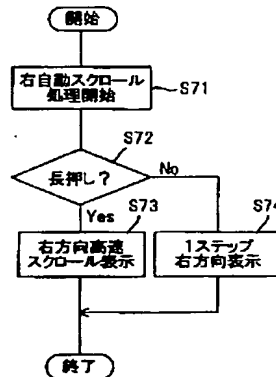 開始
右自動スクロール
処理開始
S71
S72
長押し？
No
Yes
S73
S74
右方向高速
スクロール表示
1ステップ
右方向表示
終了